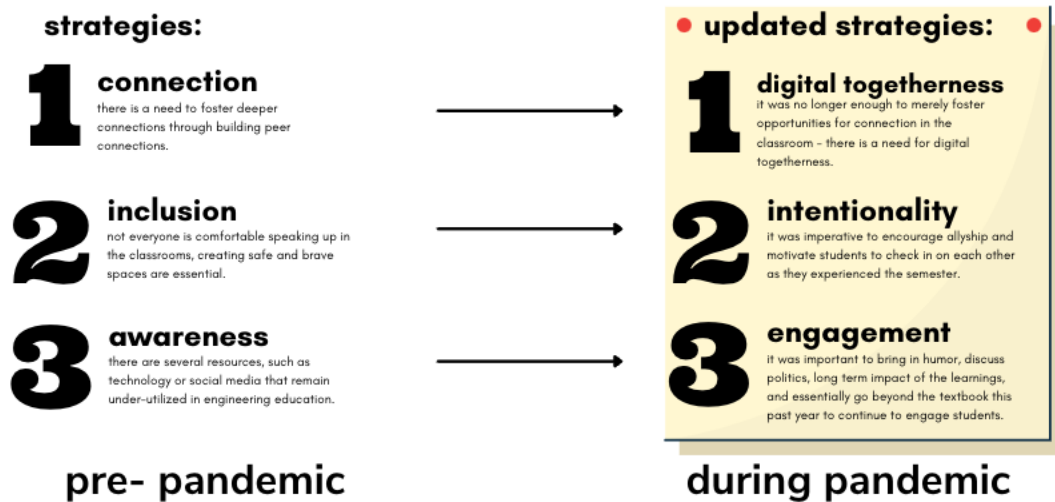 strategies:
1
connection
there is a need to foster deeper
connections through building peer
connections.
2
inclusion
not everyone is comfortable speaking up in
the classrooms, creating safe and brave
spaces are essential.
3
awareness
there are several resources, such as
technology or social media that remain
under-utilized in engineering education.
pre- pandemic
updated strategies:
1
digital togetherness
it was no longer enough to merely foster
opportunities for connection in the
classroom - there is a need for digital
togetherness.
2
intentionality
it was imperative to encourage allyship and
motivate students to check in on each other
as they experienced the semester.
3
engagement
it was important to bring in humor, discuss
politics, long term impact of the learnings,
and essentially go beyond the textbook this
past year to continue to engage students.
during pandemic